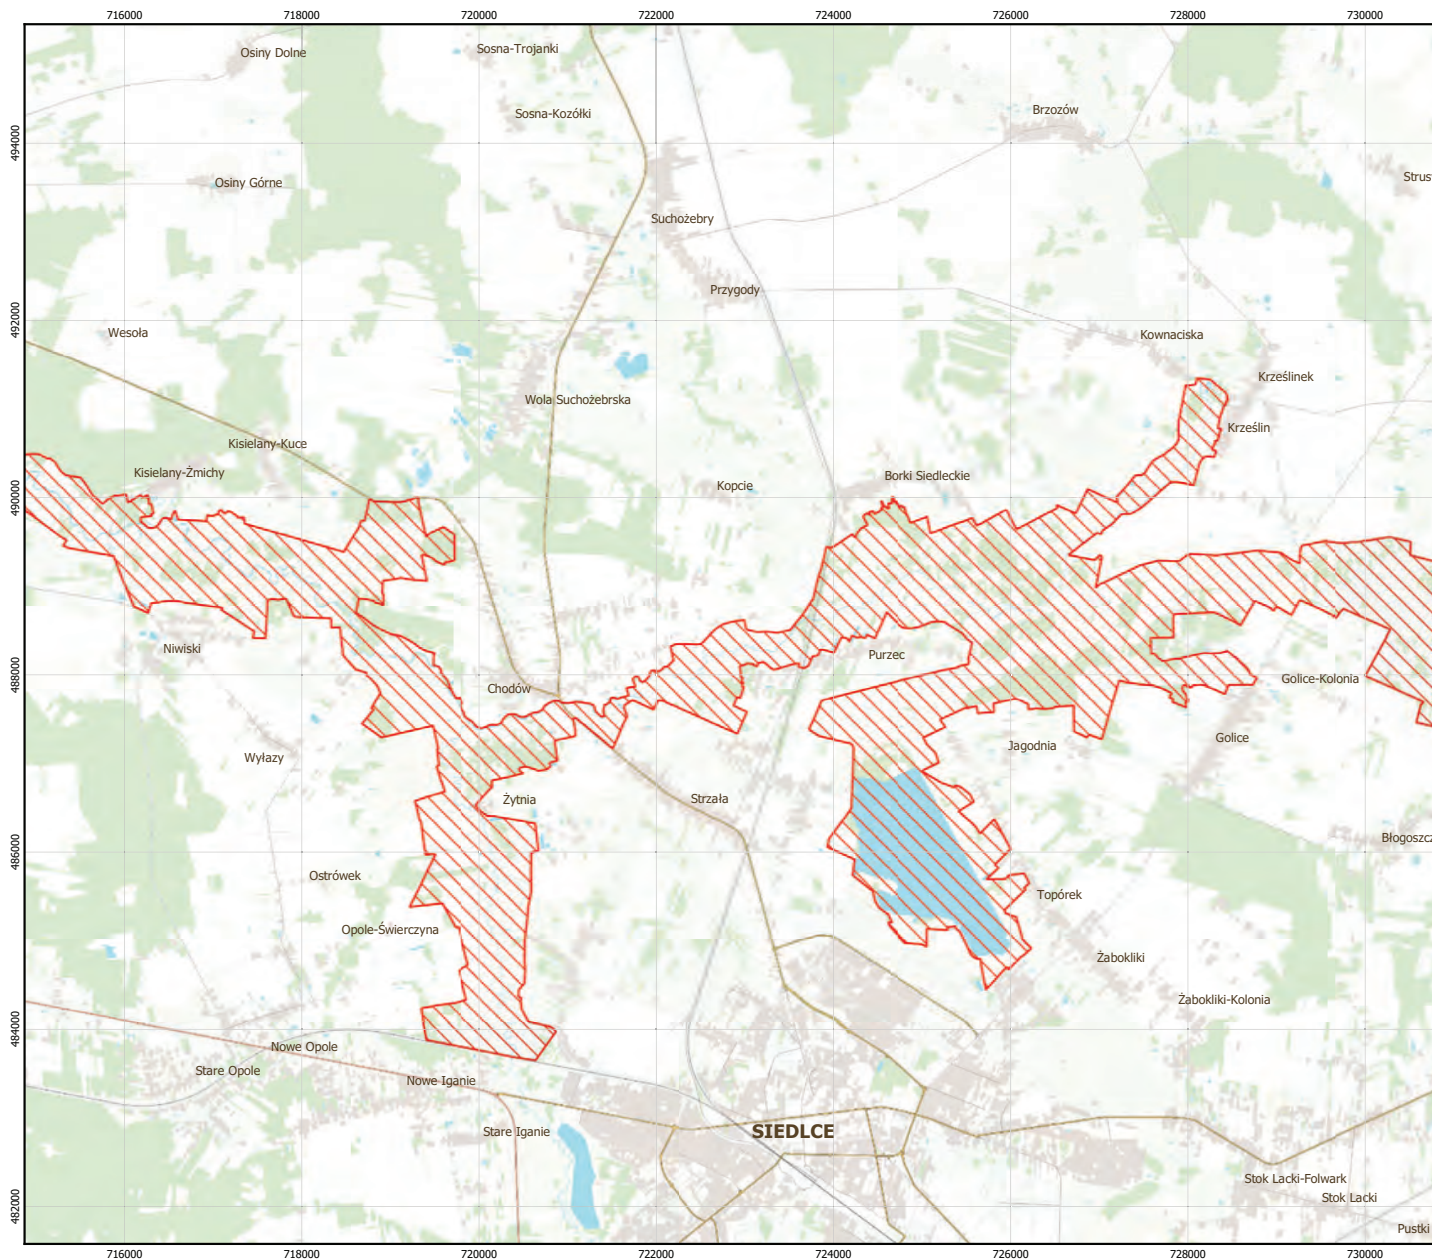 716000 718000 720000 722000 724000 726000 728000 730000
Osiny Dolne
Sosna-Trojanki
Sosna-Kozółki
Brzozów
494000
Osiny Górne
Suchożebry
Przygody
492000
Wesoła
Kownaciska
Krześlinek
Wola Suchożebrska
Krześlin
Kisielany-Kuce
Kisielany-Żmichy
Kopcie
Borki Siedleckie
490000
Niwiski
Purzec
488000
Chodów
Golice-Kolonia
Wyłazy
Jagodnia
Golice
Żytnia
Strzała
486000
Ostrówek
Topórek
Opole-Świerczyna
Żabokliki
Żabokliki-Kolonia
484000
Nowe Opole
Stare Opole
Nowe Iganie
Stare Iganie
SIEDLCE
Stok Lacki-Folwark
Stok Lacki
482000
Pustki
716000 718000 720000 722000 724000 726000 728000 730000